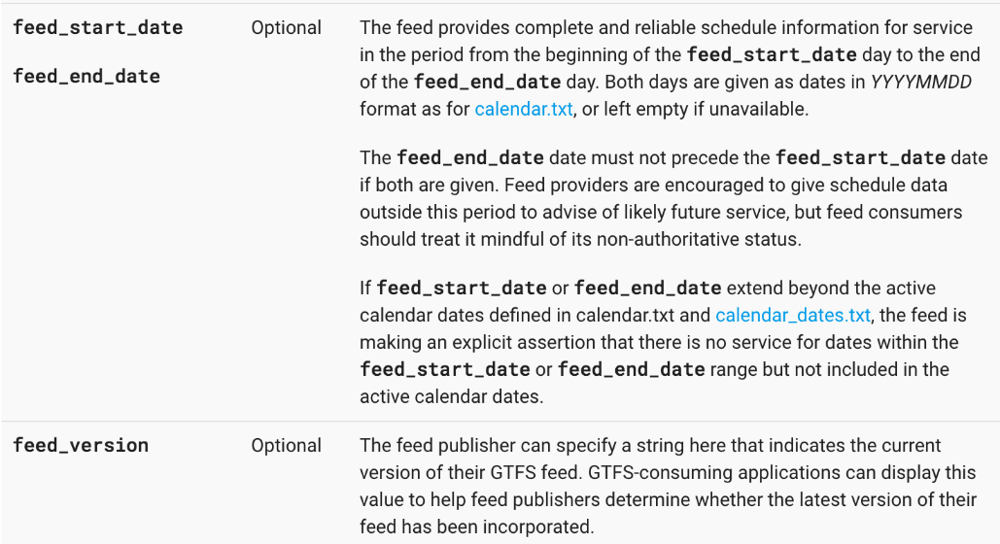 feed_start_date Optional The feed provides complete and reliable schedule information for service
in the period from the beginning of the feed_start_date day to the end
feed_end_date of the feed_end_date day. Both days are given as dates in YYYYMMDD
format as for calendar.txt, or left empty if unavailable.
The feed_end_date date must not precede the feed_start_date date
if both are given. Feed providers are encouraged to give schedule data
outside this period to advise of likely future service, but feed consumers
should treat it mindful of its non-authoritative status.
If feed_start_date or feed_end_date extend beyond the active
calendar dates defined in calendar.txt and calendar_dates.txt, the feed is
making an explicit assertion that there is no service for dates within the
feed_start_date or feed_end_date range but not included in the
active calendar dates.
feed_version Optional The feed publisher can specify a string here that indicates the current
version of their GTFS feed. GTFS-consuming applications can display this
value to help feed publishers determine whether the latest version of their
feed has been incorporated.